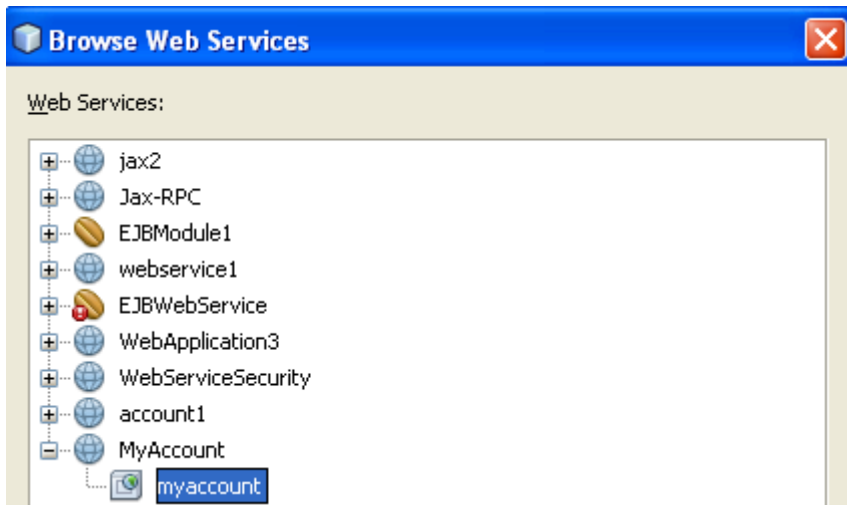 Browse Web Services
Web Services:
jax2
Jax-RPC
EJBModule1
webservice1
EJBWebService
WebApplication3
WebServiceSecurity
account1
MyAccount
myaccount